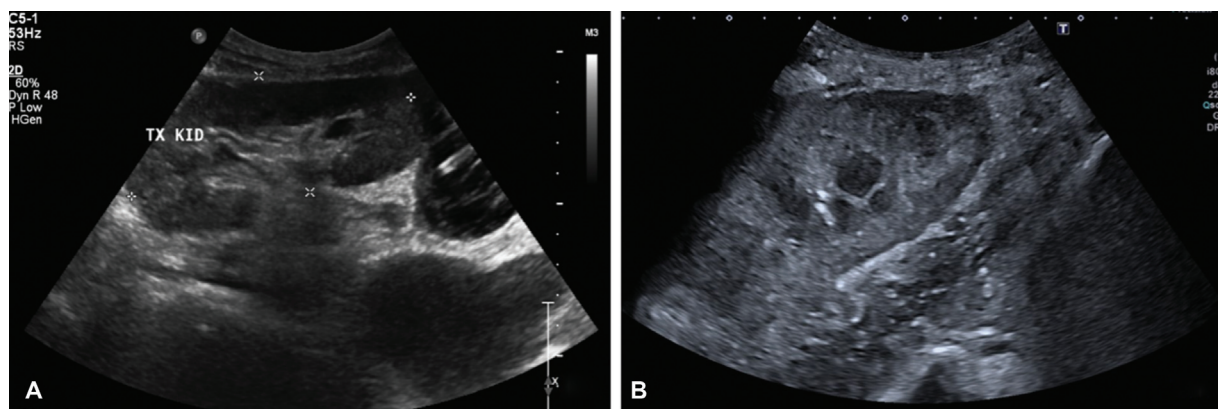 C5-1
53Hz
RS
P
M3
2D
60%
Dyn R 48
P Low
HGen
TX KID
X
A
T
B